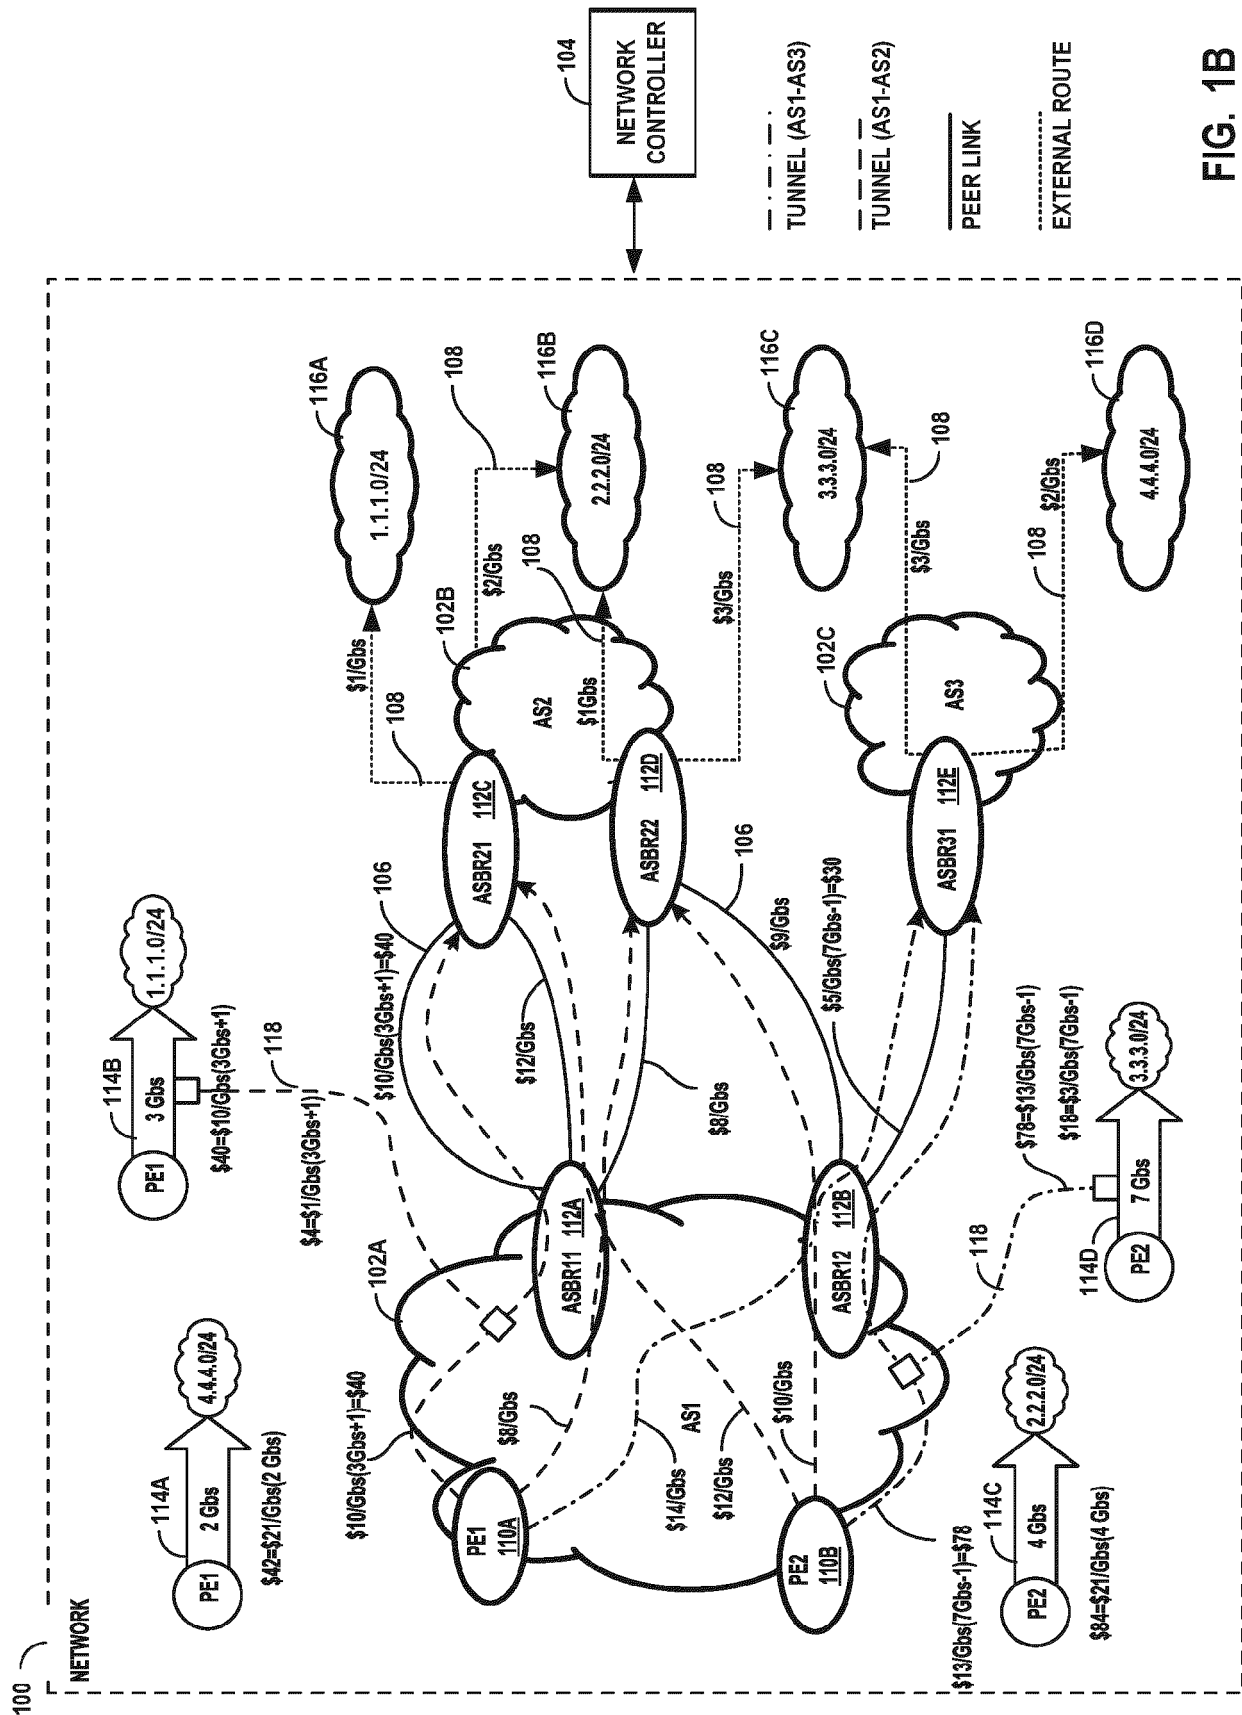 100
NETWORK
114A
PE1
2 Gbs
4.4.4.0/24
$42=$21/Gbs(2 Gbs)
114B
PE1
3 Gbs
1.1.1.0/24
$40=$10/Gbs(3Gbs+1)
118
$4=$1/Gbs(3Gbs+1)
102A
$10/Gbs(3Gbs+1)=$40
PE1
110A
$8/Gbs
AS1
$14/Gbs
$12/Gbs
$10/Gbs
PE2
110B
$13/Gbs(7Gbs-1)=$78
ASBR11 112A
ASBR12 112B
106
$10/Gbs(3Gbs+1)=$40
$12/Gbs
$8/Gbs
106
$9/Gbs
$5/Gbs(7Gbs-1)=$30
ASBR21 112C
ASBR22 112D
ASBR31 112E
AS2
102B
AS3
102C
108
$1/Gbs
116A
1.1.1.0/24
$2/Gbs
108
116B
2.2.2.0/24
$1Gbs
108
$3/Gbs
108
116C
3.3.3.0/24
$3/Gbs
108
108
$2/Gbs
116D
4.4.4.0/24
114C
PE2
4 Gbs
2.2.2.0/24
$84=$21/Gbs(4 Gbs)
118
114D
PE2
7 Gbs
3.3.3.0/24
$78=$13/Gbs(7Gbs-1)
$18=$3/Gbs(7Gbs-1)
104
NETWORK
CONTROLLER
TUNNEL (AS1-AS3)
TUNNEL (AS1-AS2)
PEER LINK
EXTERNAL ROUTE
FIG. 1B